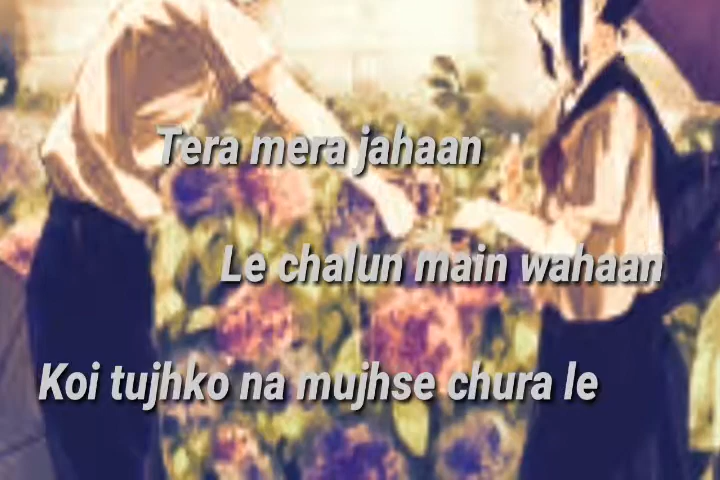 Tera mera jahaan
Le chalun main wahaan
Koi tujhko na mujhse chura le